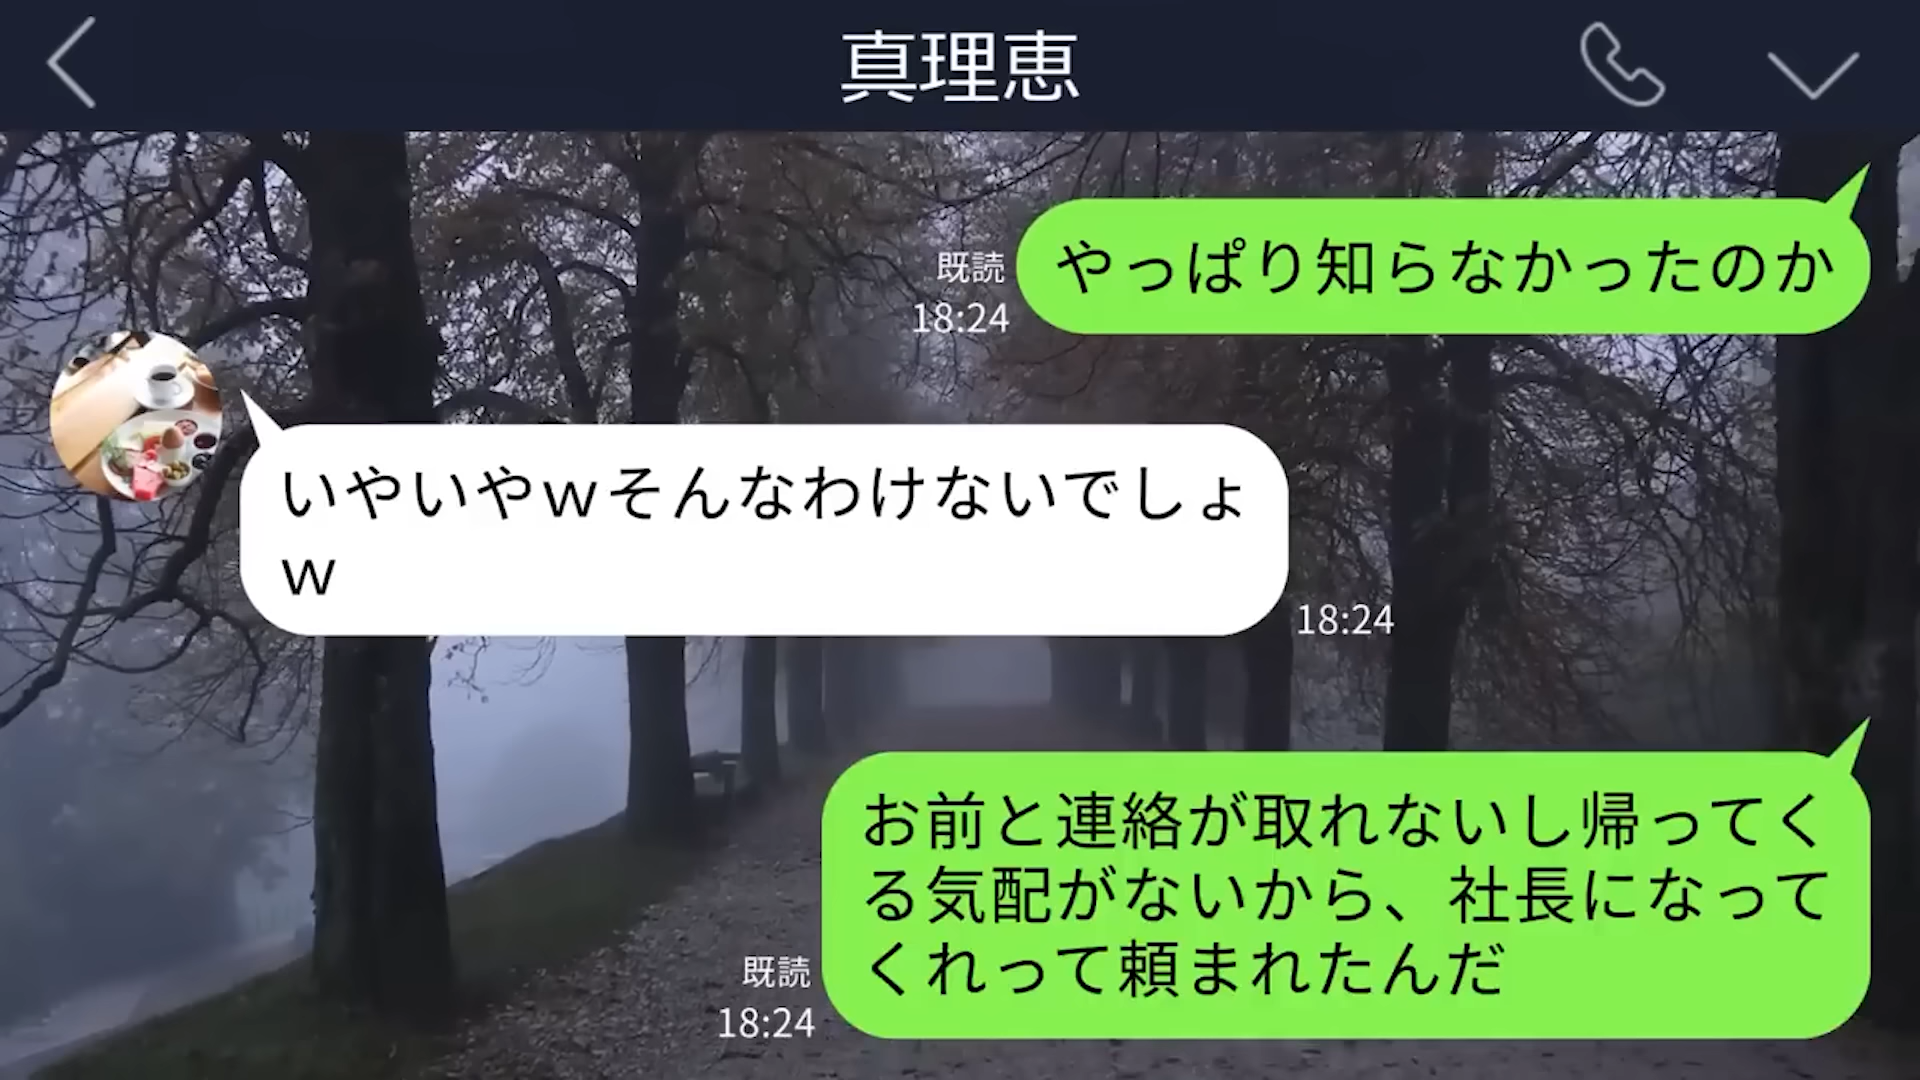 真理恵
やっぱり知らなかったのか
既読
18:24
いやいやｗそんなわけないでしょ
ｗ
18:24
お前と連絡が取れないし帰ってく
る気配がないから、社長になって
くれって頼まれたんだ
既読
18:24